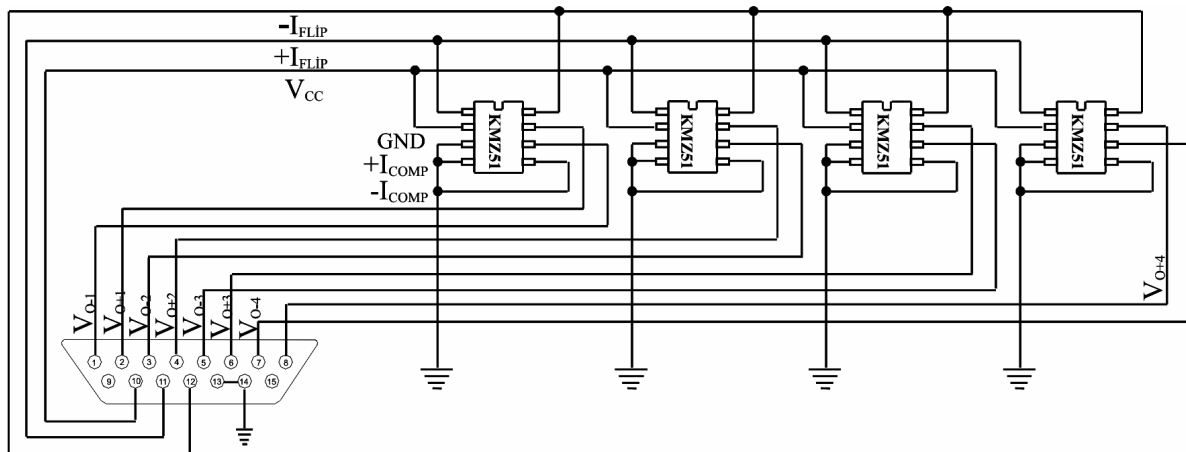 -I_FLİP
+I_FLİP
V_CC
GND
+I_COMP
-I_COMP
KMZ51
KMZ51
KMZ51
KMZ51
V_O-1
V_O+1
V_O-2
V_O+2
V_O-3
V_O+3
V_O-4
V_O+4
1 2 3 4 5 6 7 8
9 10 11 12 13 14 15